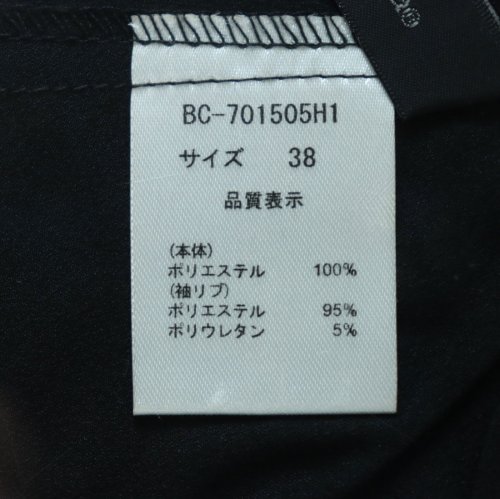 BC-701505H1
サイズ 38
品質表示
(本体)
ポリエステル 100%
(袖リブ)
ポリエステル 95%
ポリウレタン 5%